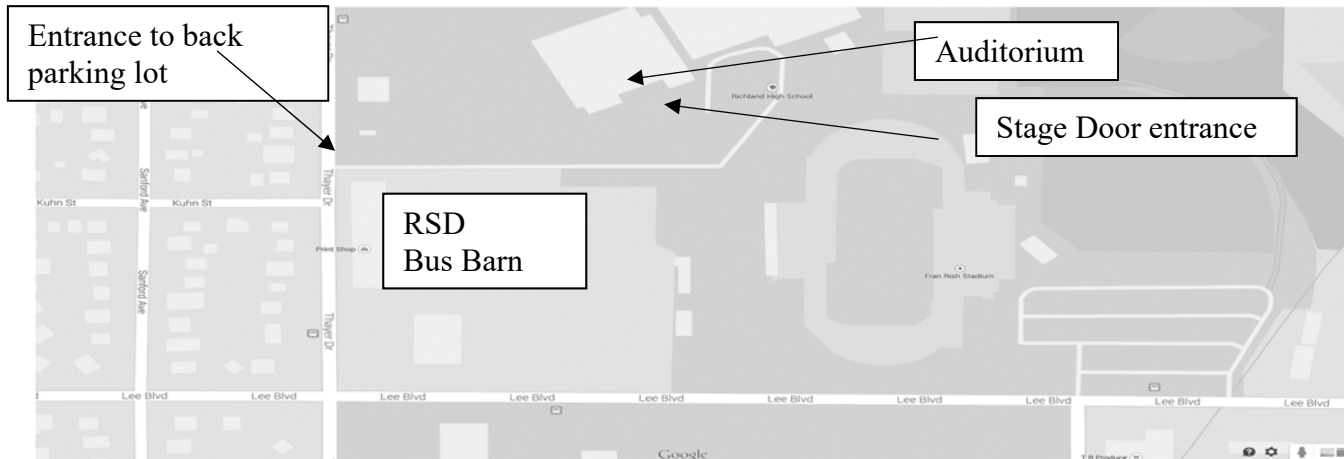 Entrance to back
parking lot
Auditorium
Richland High School
Stage Door entrance
Sanford Ave
Thayer Dr
Kuhn St
Kuhn St
RSD
Bus Barn
Print Shop
Fran Rish Stadium
Sanford Ave
Thayer Dr
Lee Blvd
Lee Blvd
Lee Blvd
Lee Blvd
Lee Blvd
Lee Blvd
Lee Blvd
Lee Blvd
Lee Blvd
Lee Blvd
Google
T R Produce